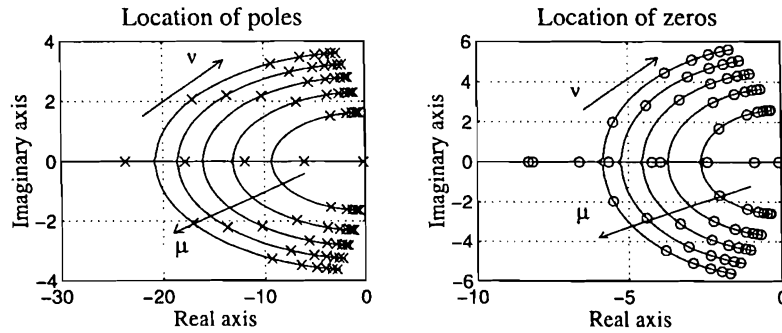 Location of poles
4
2
0
−2
−4
−30
−20
−10
0
Imaginary axis
Real axis
ν
μ
Location of zeros
6
4
2
0
−2
−4
−6
−10
−5
0
Imaginary axis
Real axis
ν
μ